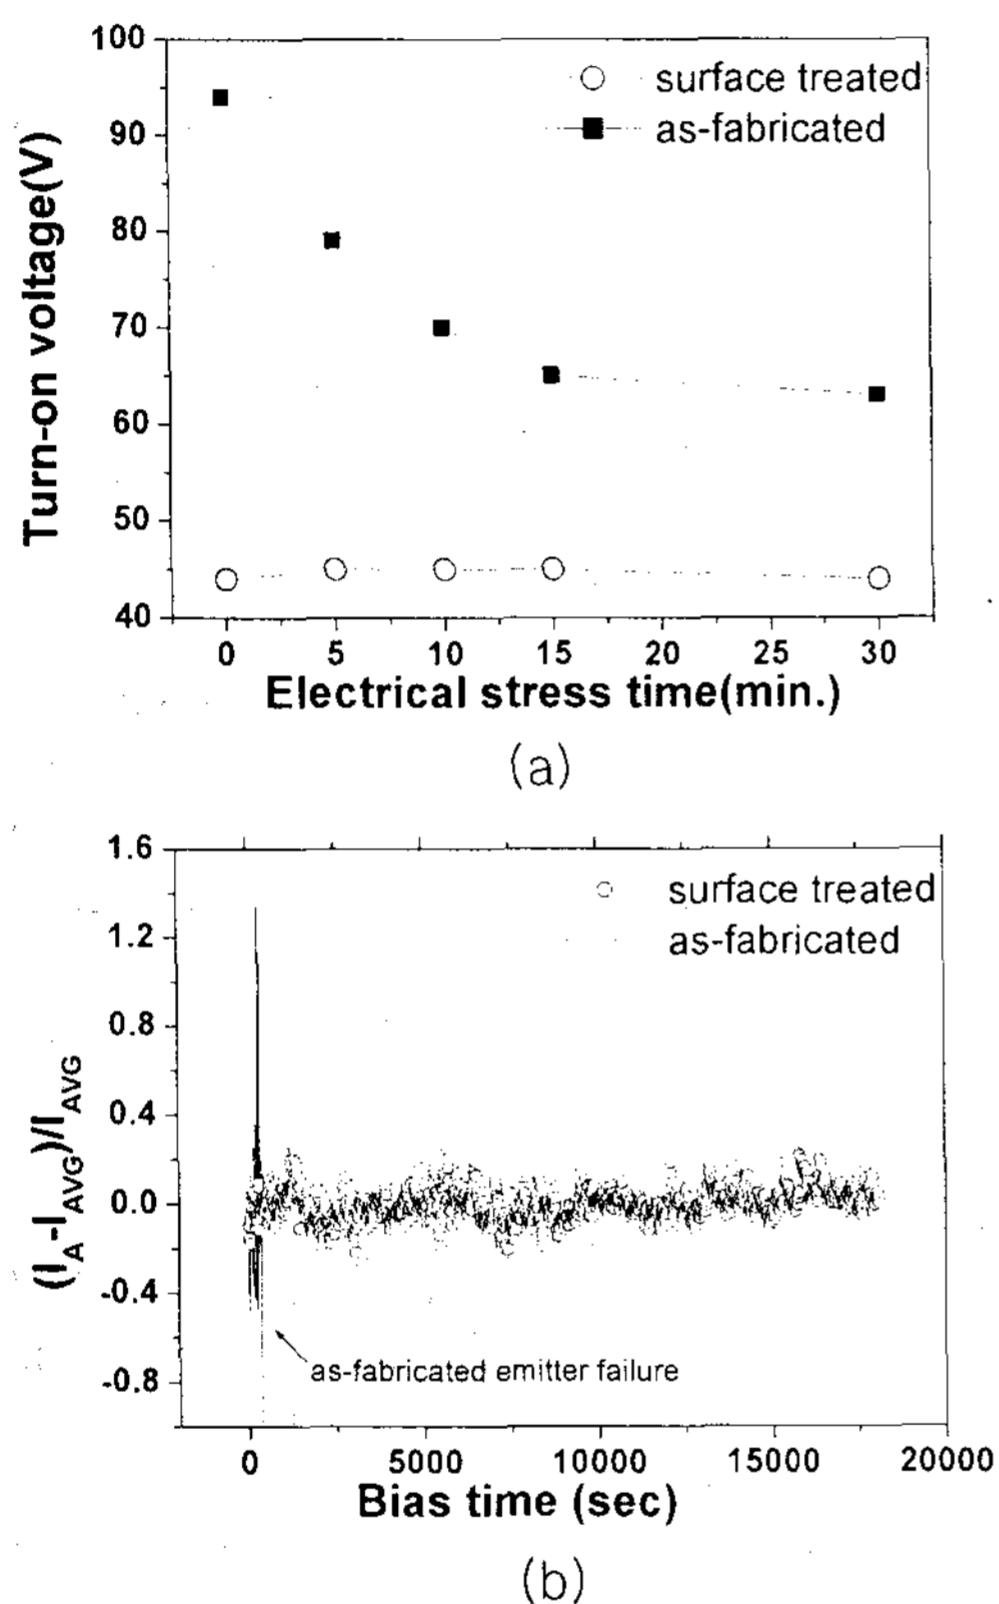 100
surface treated
as-fabricated
90
80
70
60
50
40
Turn-on voltage(V)
0 5 10 15 20 25 30
Electrical stress time(min.)
(a)
1.6
surface treated
as-fabricated
1.2
0.8
0.4
0.0
-0.4
-0.8
(I_A-I_AVG)/I_AVG
as-fabricated emitter failure
0 5000 10000 15000 20000
Bias time (sec)
(b)